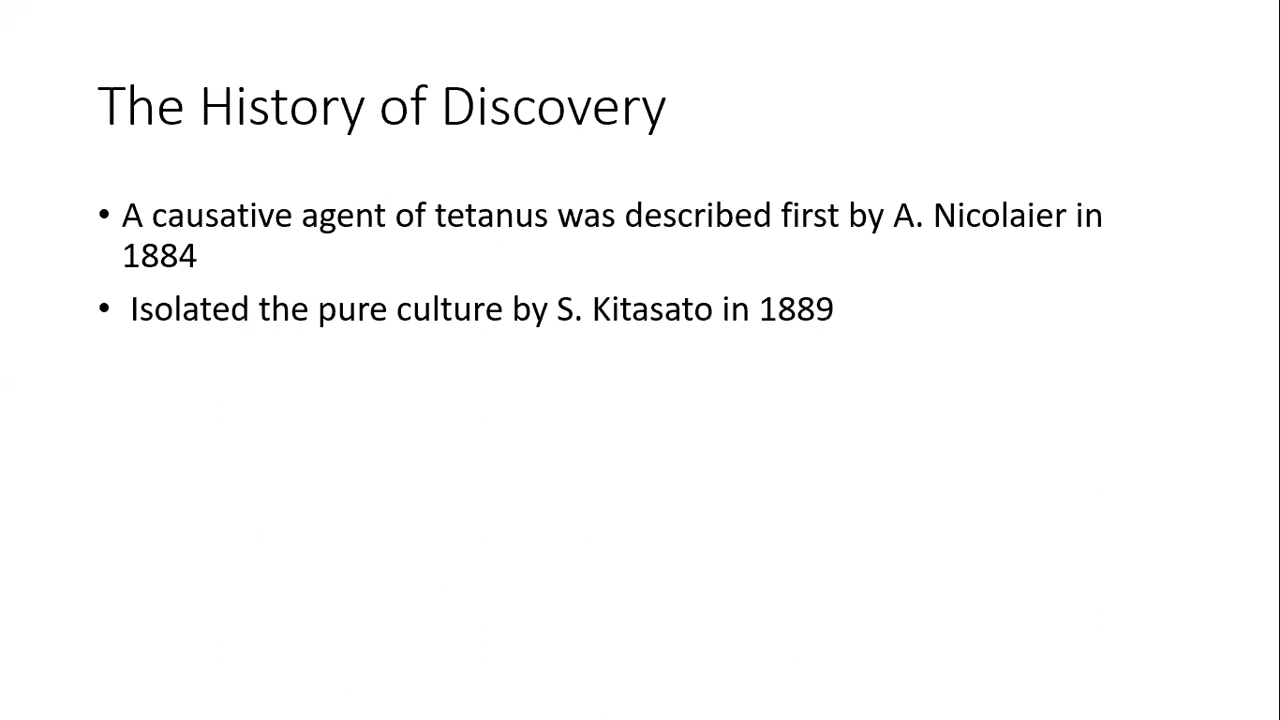 The History of Discovery
• A causative agent of tetanus was described first by A. Nicolaier in
1884
• Isolated the pure culture by S. Kitasato in 1889